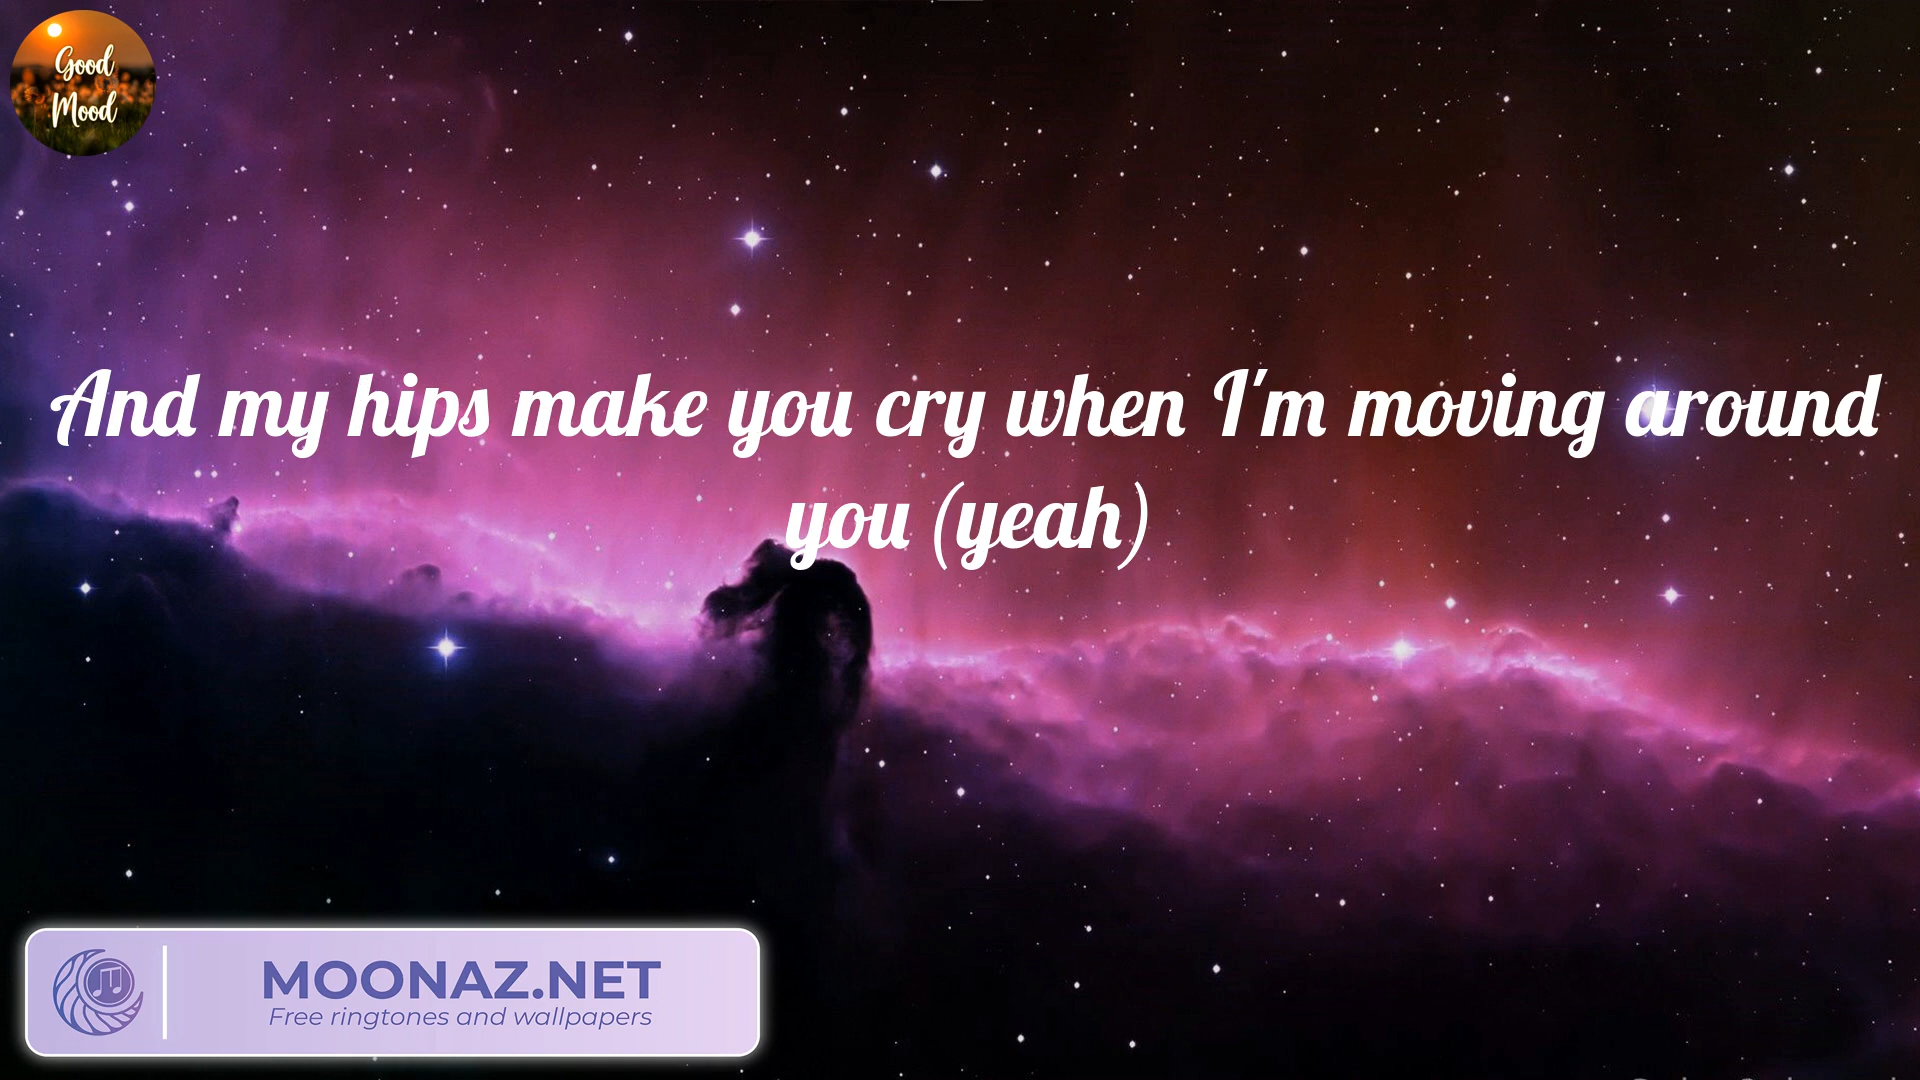 Good
Mood
And my hips make you cry when I'm moving around
you (yeah)
MOONAZ.NET
Free ringtones and wallpapers